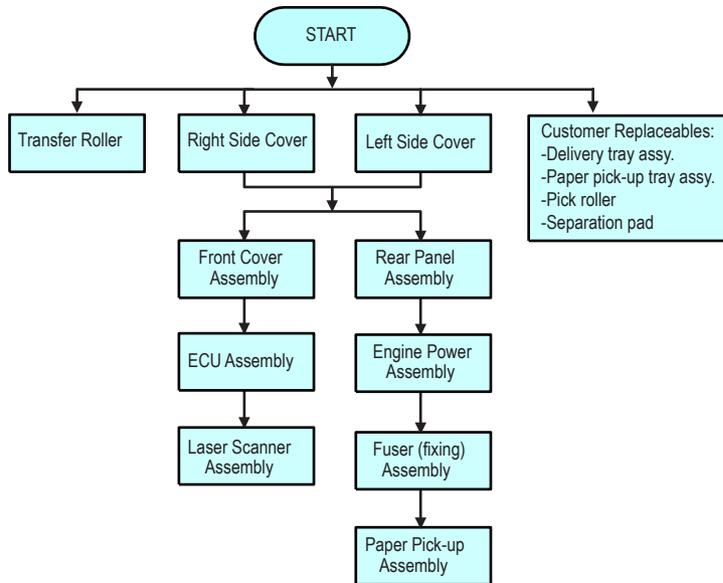 START
Transfer Roller
Right Side Cover
Left Side Cover
Customer Replaceables:
-Delivery tray assy.
-Paper pick-up tray assy.
-Pick roller
-Separation pad
Front Cover
Assembly
Rear Panel
Assembly
ECU Assembly
Engine Power
Assembly
Laser Scanner
Assembly
Fuser (fixing)
Assembly
Paper Pick-up
Assembly